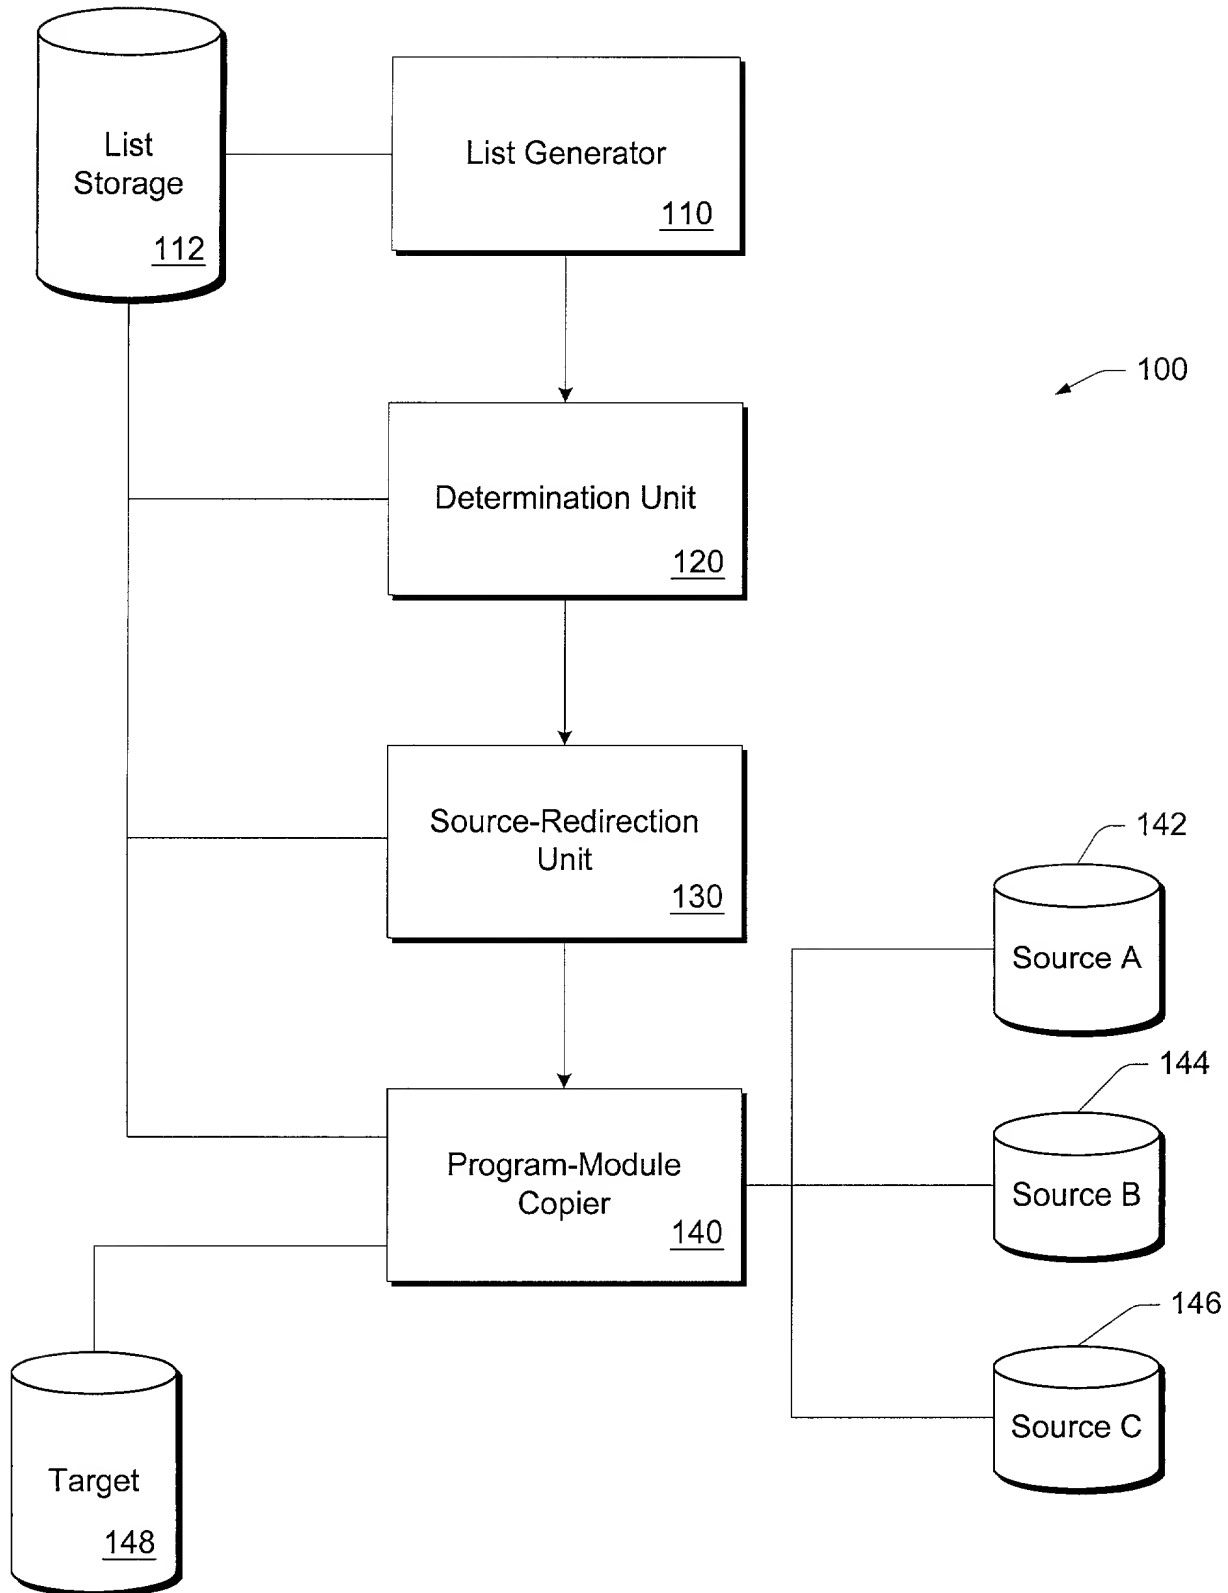 List
Storage
112
List Generator
110
100
Determination Unit
120
Source-Redirection
Unit
130
142
Source A
144
Program-Module
Copier
140
Source B
146
Source C
Target
148